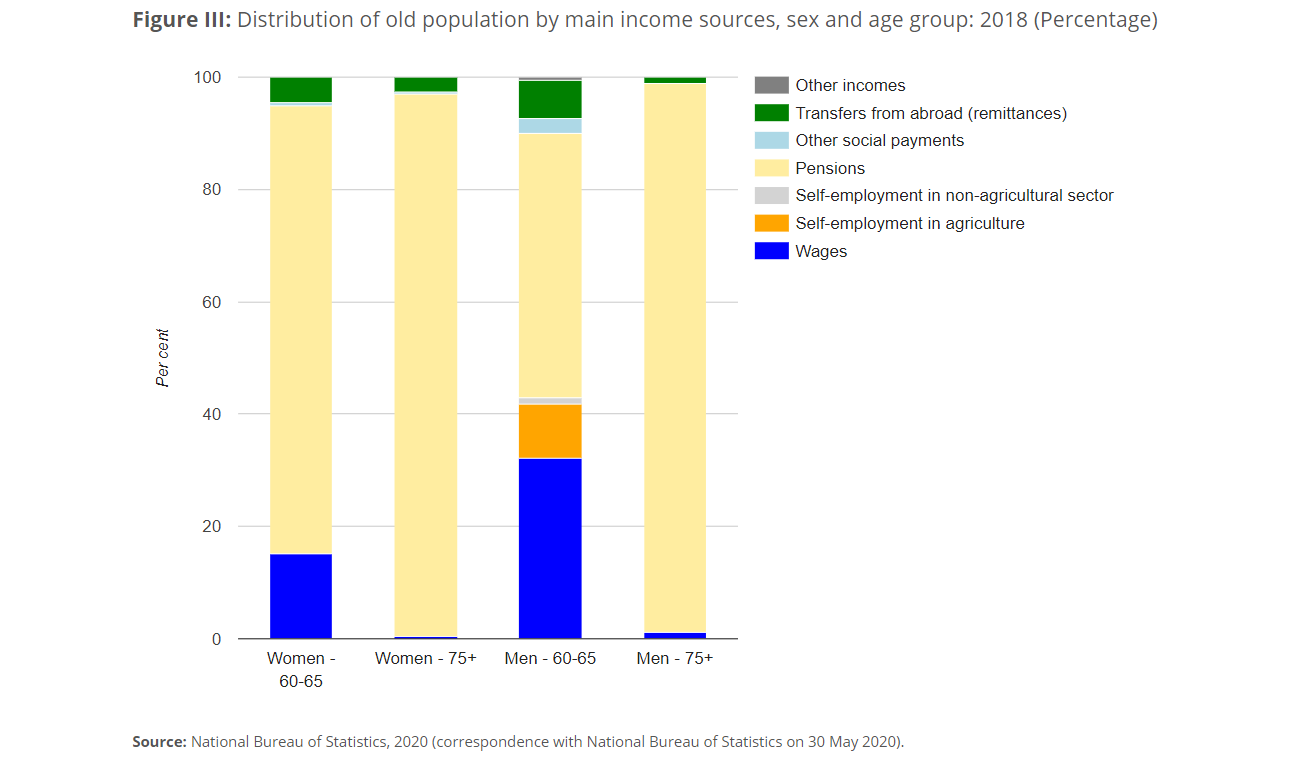 Figure III: Distribution of old population by main income sources, sex and age group: 2018 (Percentage)
100
80
60
40
20
0
Per cent
Women -
60-65
Women - 75+
Men - 60-65
Men - 75+
Other incomes
Transfers from abroad (remittances)
Other social payments
Pensions
Self-employment in non-agricultural sector
Self-employment in agriculture
Wages
Source: National Bureau of Statistics, 2020 (correspondence with National Bureau of Statistics on 30 May 2020).